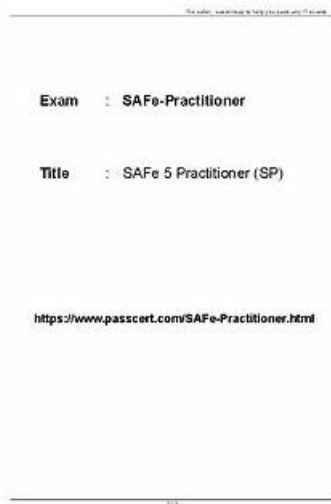 Exam : SAFe-Practitioner
Title : SAFe 5 Practitioner (SP)
https://www.passcert.com/SAFe-Practitioner.html